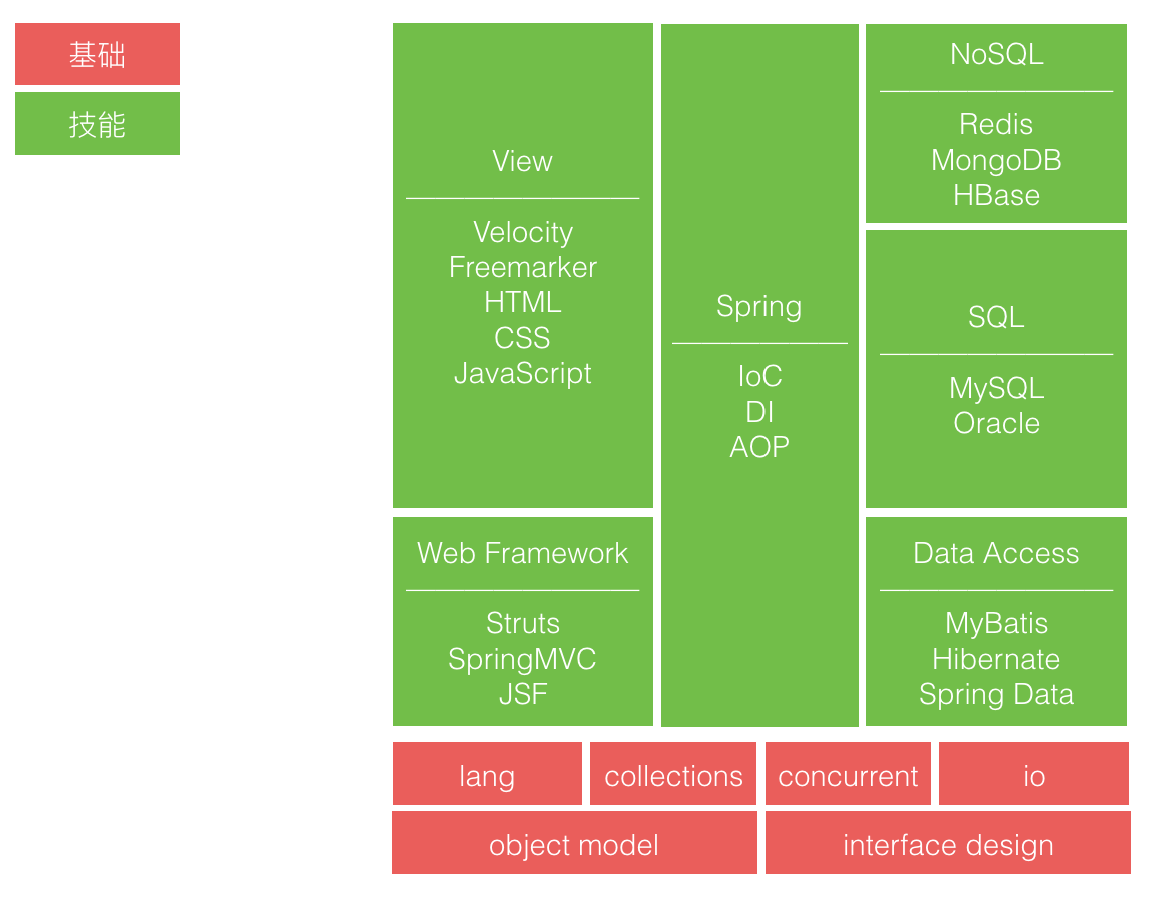 基础
技能
View
Velocity
Freemarker
HTML
CSS
JavaScript
Spring
IoC
DI
AOP
NoSQL
Redis
MongoDB
HBase
SQL
MySQL
Oracle
Web Framework
Struts
SpringMVC
JSF
Data Access
MyBatis
Hibernate
Spring Data
lang
collections
concurrent
io
object model
interface design